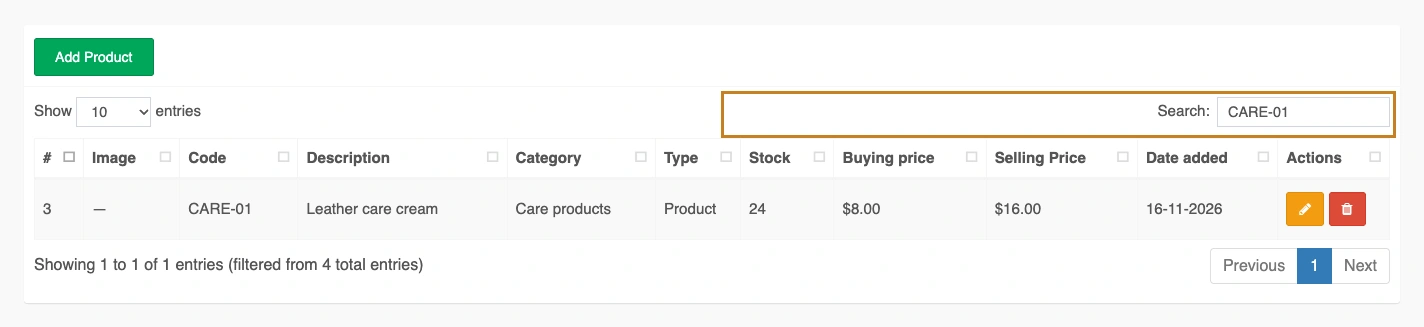 Add Product
Show 10 entries Search: CARE-01
# Image Code Description Category Type Stock Buying price Selling Price Date added Actions
3 — CARE-01 Leather care cream Care products Product 24 $8.00 $16.00 16-11-2026
Showing 1 to 1 of 1 entries (filtered from 4 total entries) Previous 1 Next